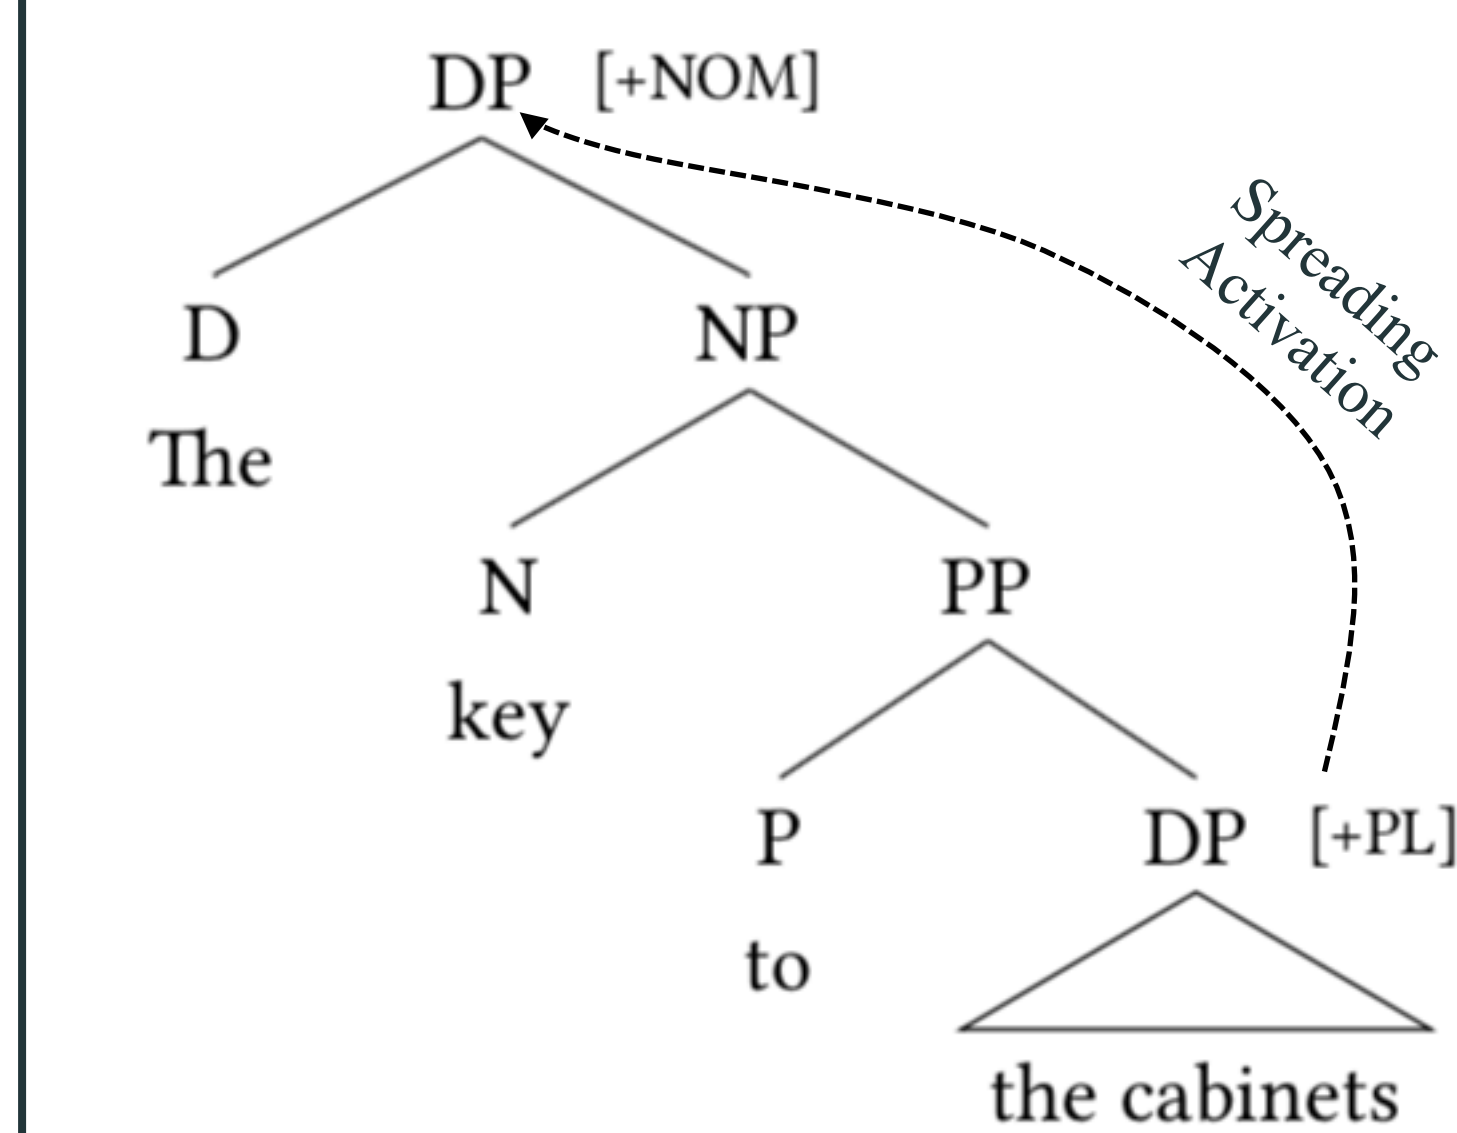 DP [+NOM]
Spreading
Activation
D NP
The
N PP
key
P DP [+PL]
to
the cabinets